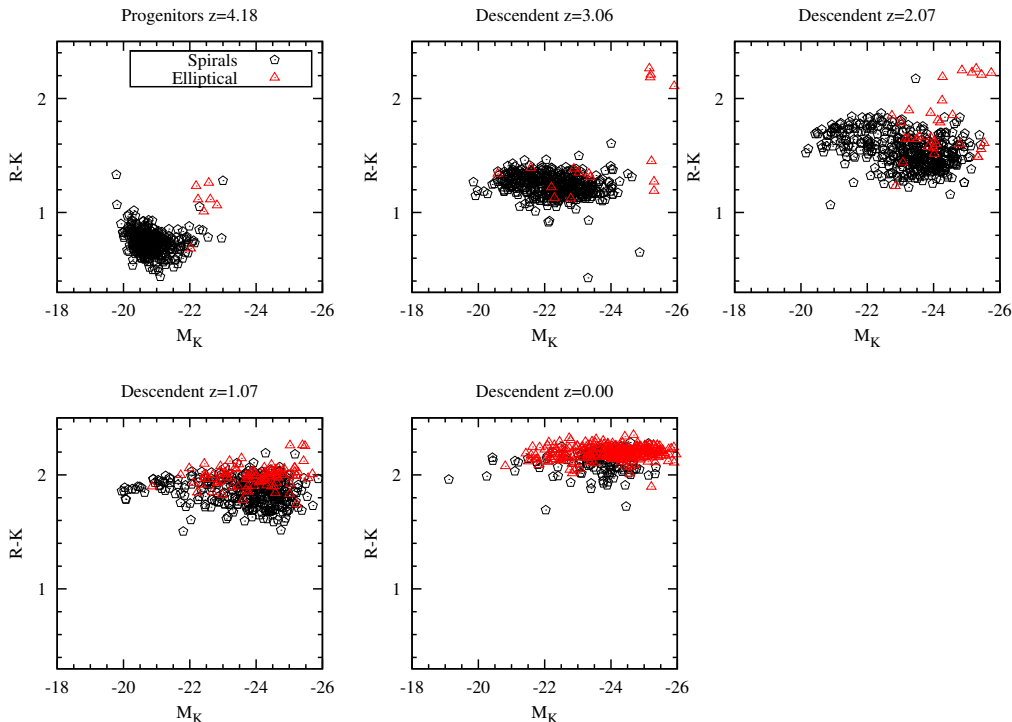 Progenitors z=4.18
Spirals
Elliptical
R-K
2
1
-18 -20 -22 -24 -26
M_K
Descendent z=3.06
R-K
2
1
-18 -20 -22 -24 -26
M_K
Descendent z=2.07
R-K
2
1
-18 -20 -22 -24 -26
M_K
Descendent z=1.07
R-K
2
1
-18 -20 -22 -24 -26
M_K
Descendent z=0.00
R-K
2
1
-18 -20 -22 -24 -26
M_K